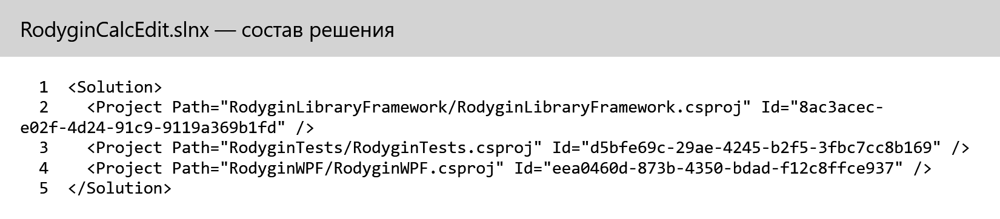 RodyginCalcEdit.slnx — состав решения
1 <Solution>
2 <Project Path="RodyginLibraryFramework/RodyginLibraryFramework.csproj" Id="8ac3acec-
e02f-4d24-91c9-9119a369b1fd" />
3 <Project Path="RodyginTests/RodyginTests.csproj" Id="d5bfe69c-29ae-4245-b2f5-3fbc7cc8b169" />
4 <Project Path="RodyginWPF/RodyginWPF.csproj" Id="eea0460d-873b-4350-bdad-f12c8ffce937" />
5 </Solution>